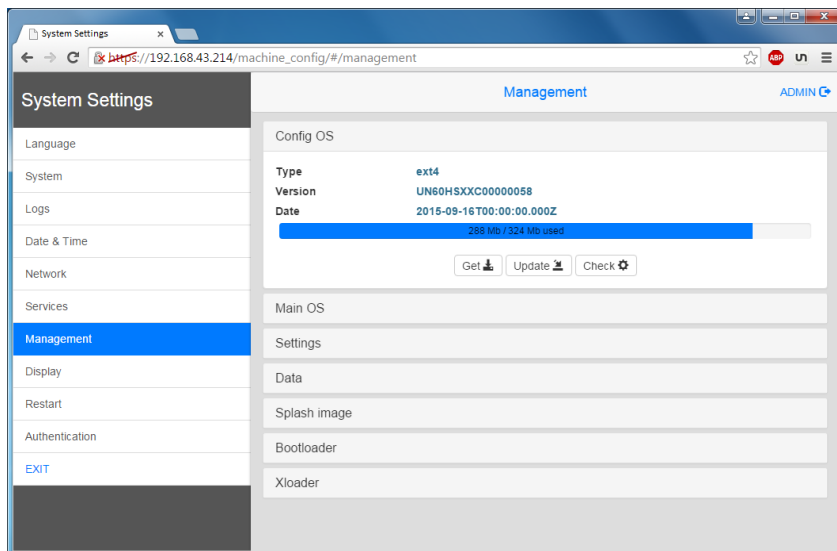 System Settings
https://192.168.43.214/machine_config/#/management
ABP
System Settings
Management
ADMIN
Language
System
Logs
Date & Time
Network
Services
Management
Display
Restart
Authentication
EXIT
Config OS
Type ext4
Version UN60HSXXC00000058
Date 2015-09-16T00:00:00.000Z
288 Mb / 324 Mb used
Get Update Check
Main OS
Settings
Data
Splash image
Bootloader
Xloader